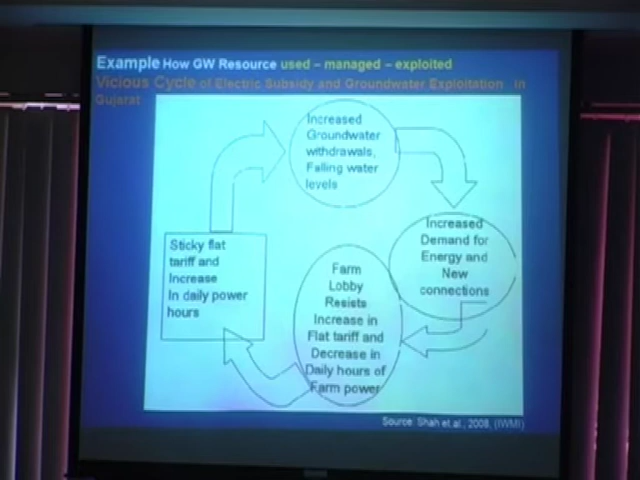 Example How GW Resource used – managed – exploited
Vicious Cycle of Electric Subsidy and Groundwater Exploitation in
Gujarat
Increased
Groundwater
withdrawals,
Falling water
levels
Increased
Demand for
Energy and
New
connections
Farm
Lobby
Resists
Increase in
Flat tariff and
Decrease in
Daily hours of
Farm power
Sticky flat
tariff and
Increase
In daily power
hours
Source: Shah et.al., 2008, (IWMI)